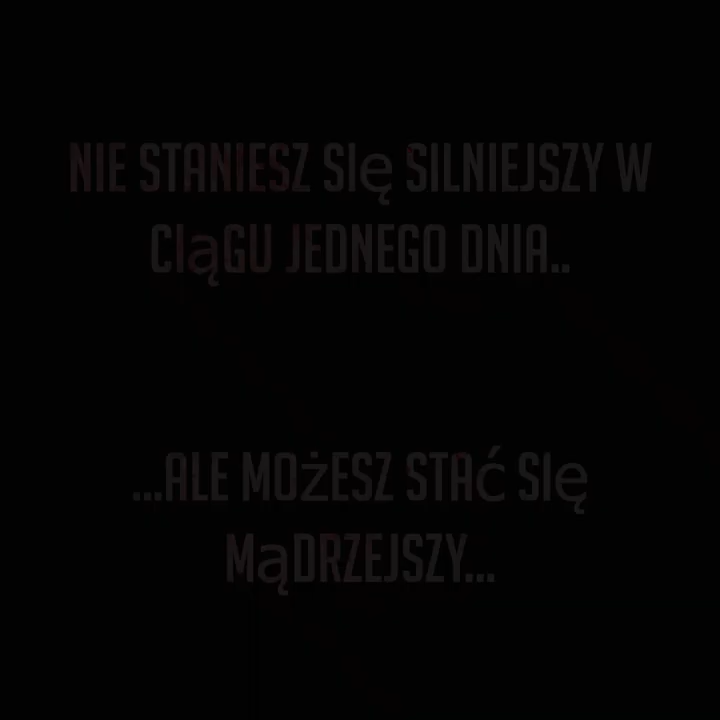 NIE STANIESZ SIę SILNIEJSZY W
CIąGU JEDNEGO DNIA..
...ALE MOżESZ STAć SIę
MąDRZEJSZY...